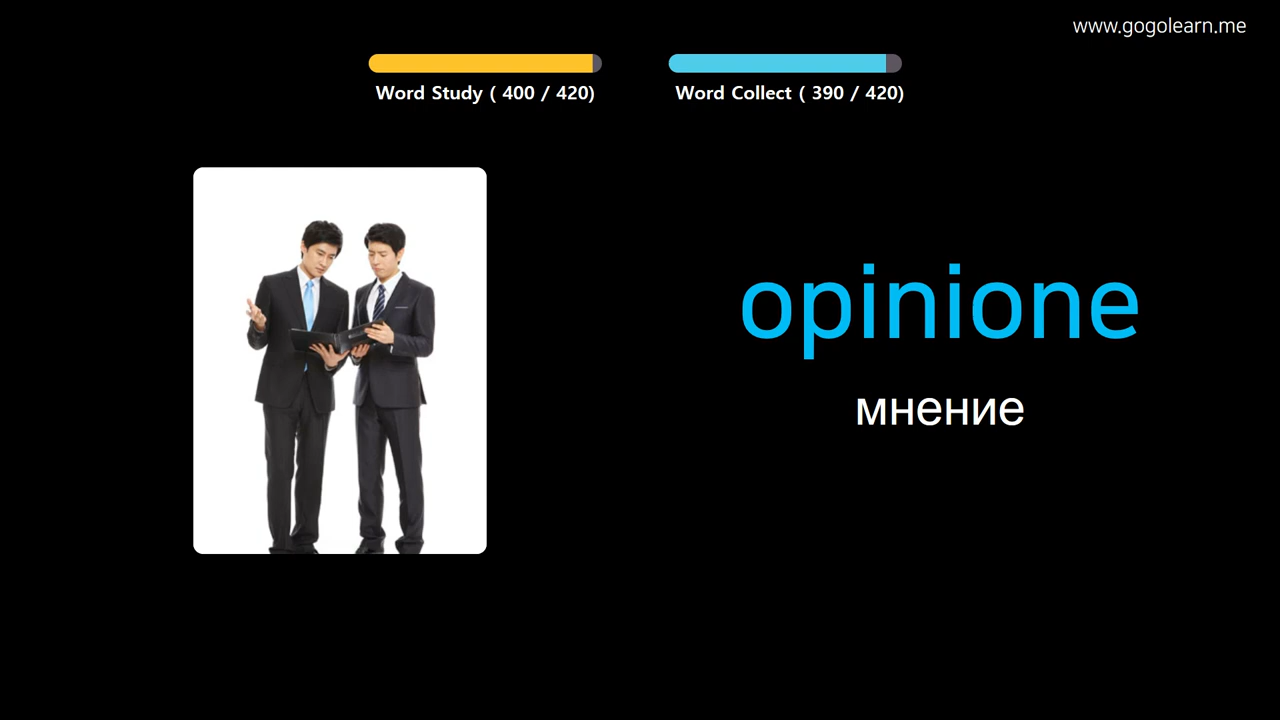 www.gogolearn.me
Word Study ( 400 / 420)
Word Collect ( 390 / 420)
opinione
мнение